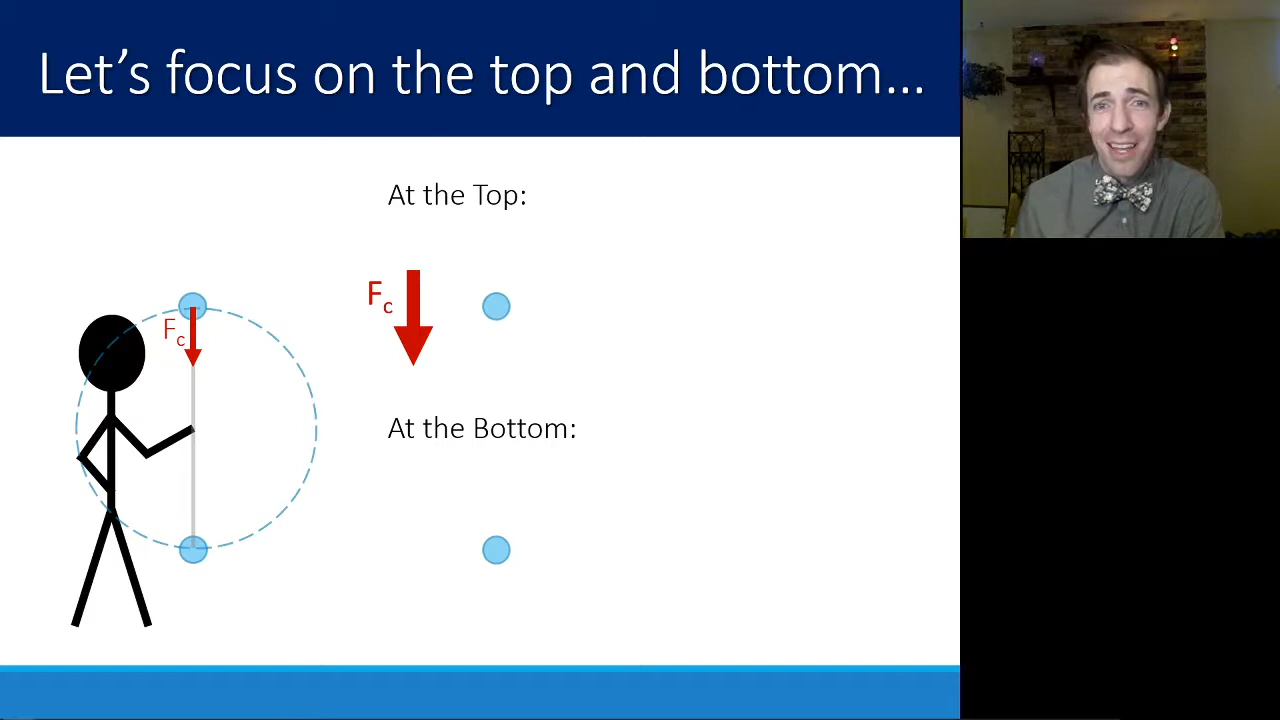 Let's focus on the top and bottom...
At the Top:
Fc
Fc
At the Bottom: